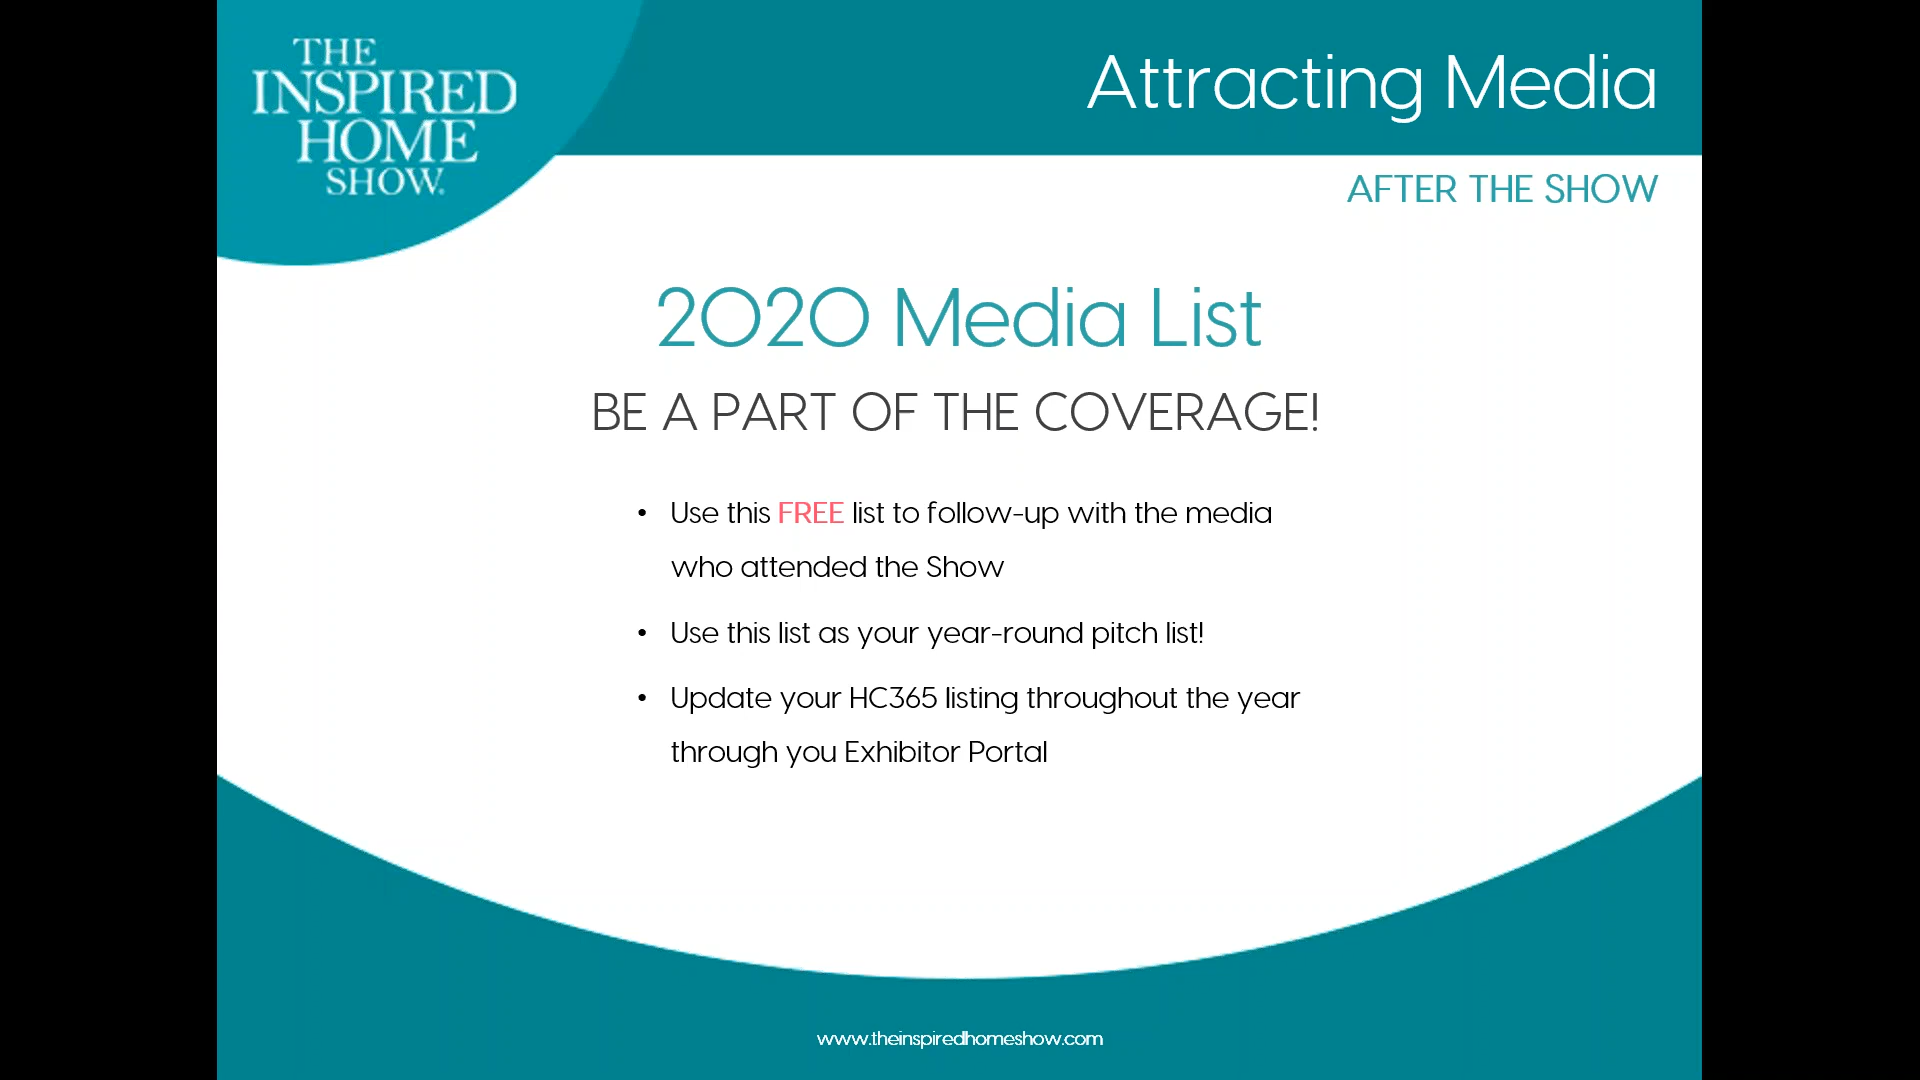 THE
INSPIRED
HOME
SHOW.
Attracting Media
AFTER THE SHOW
2020 Media List
BE A PART OF THE COVERAGE!
• Use this FREE list to follow-up with the media
who attended the Show
• Use this list as your year-round pitch list!
• Update your HC365 listing throughout the year
through you Exhibitor Portal
www.theinspiredhomeshow.com